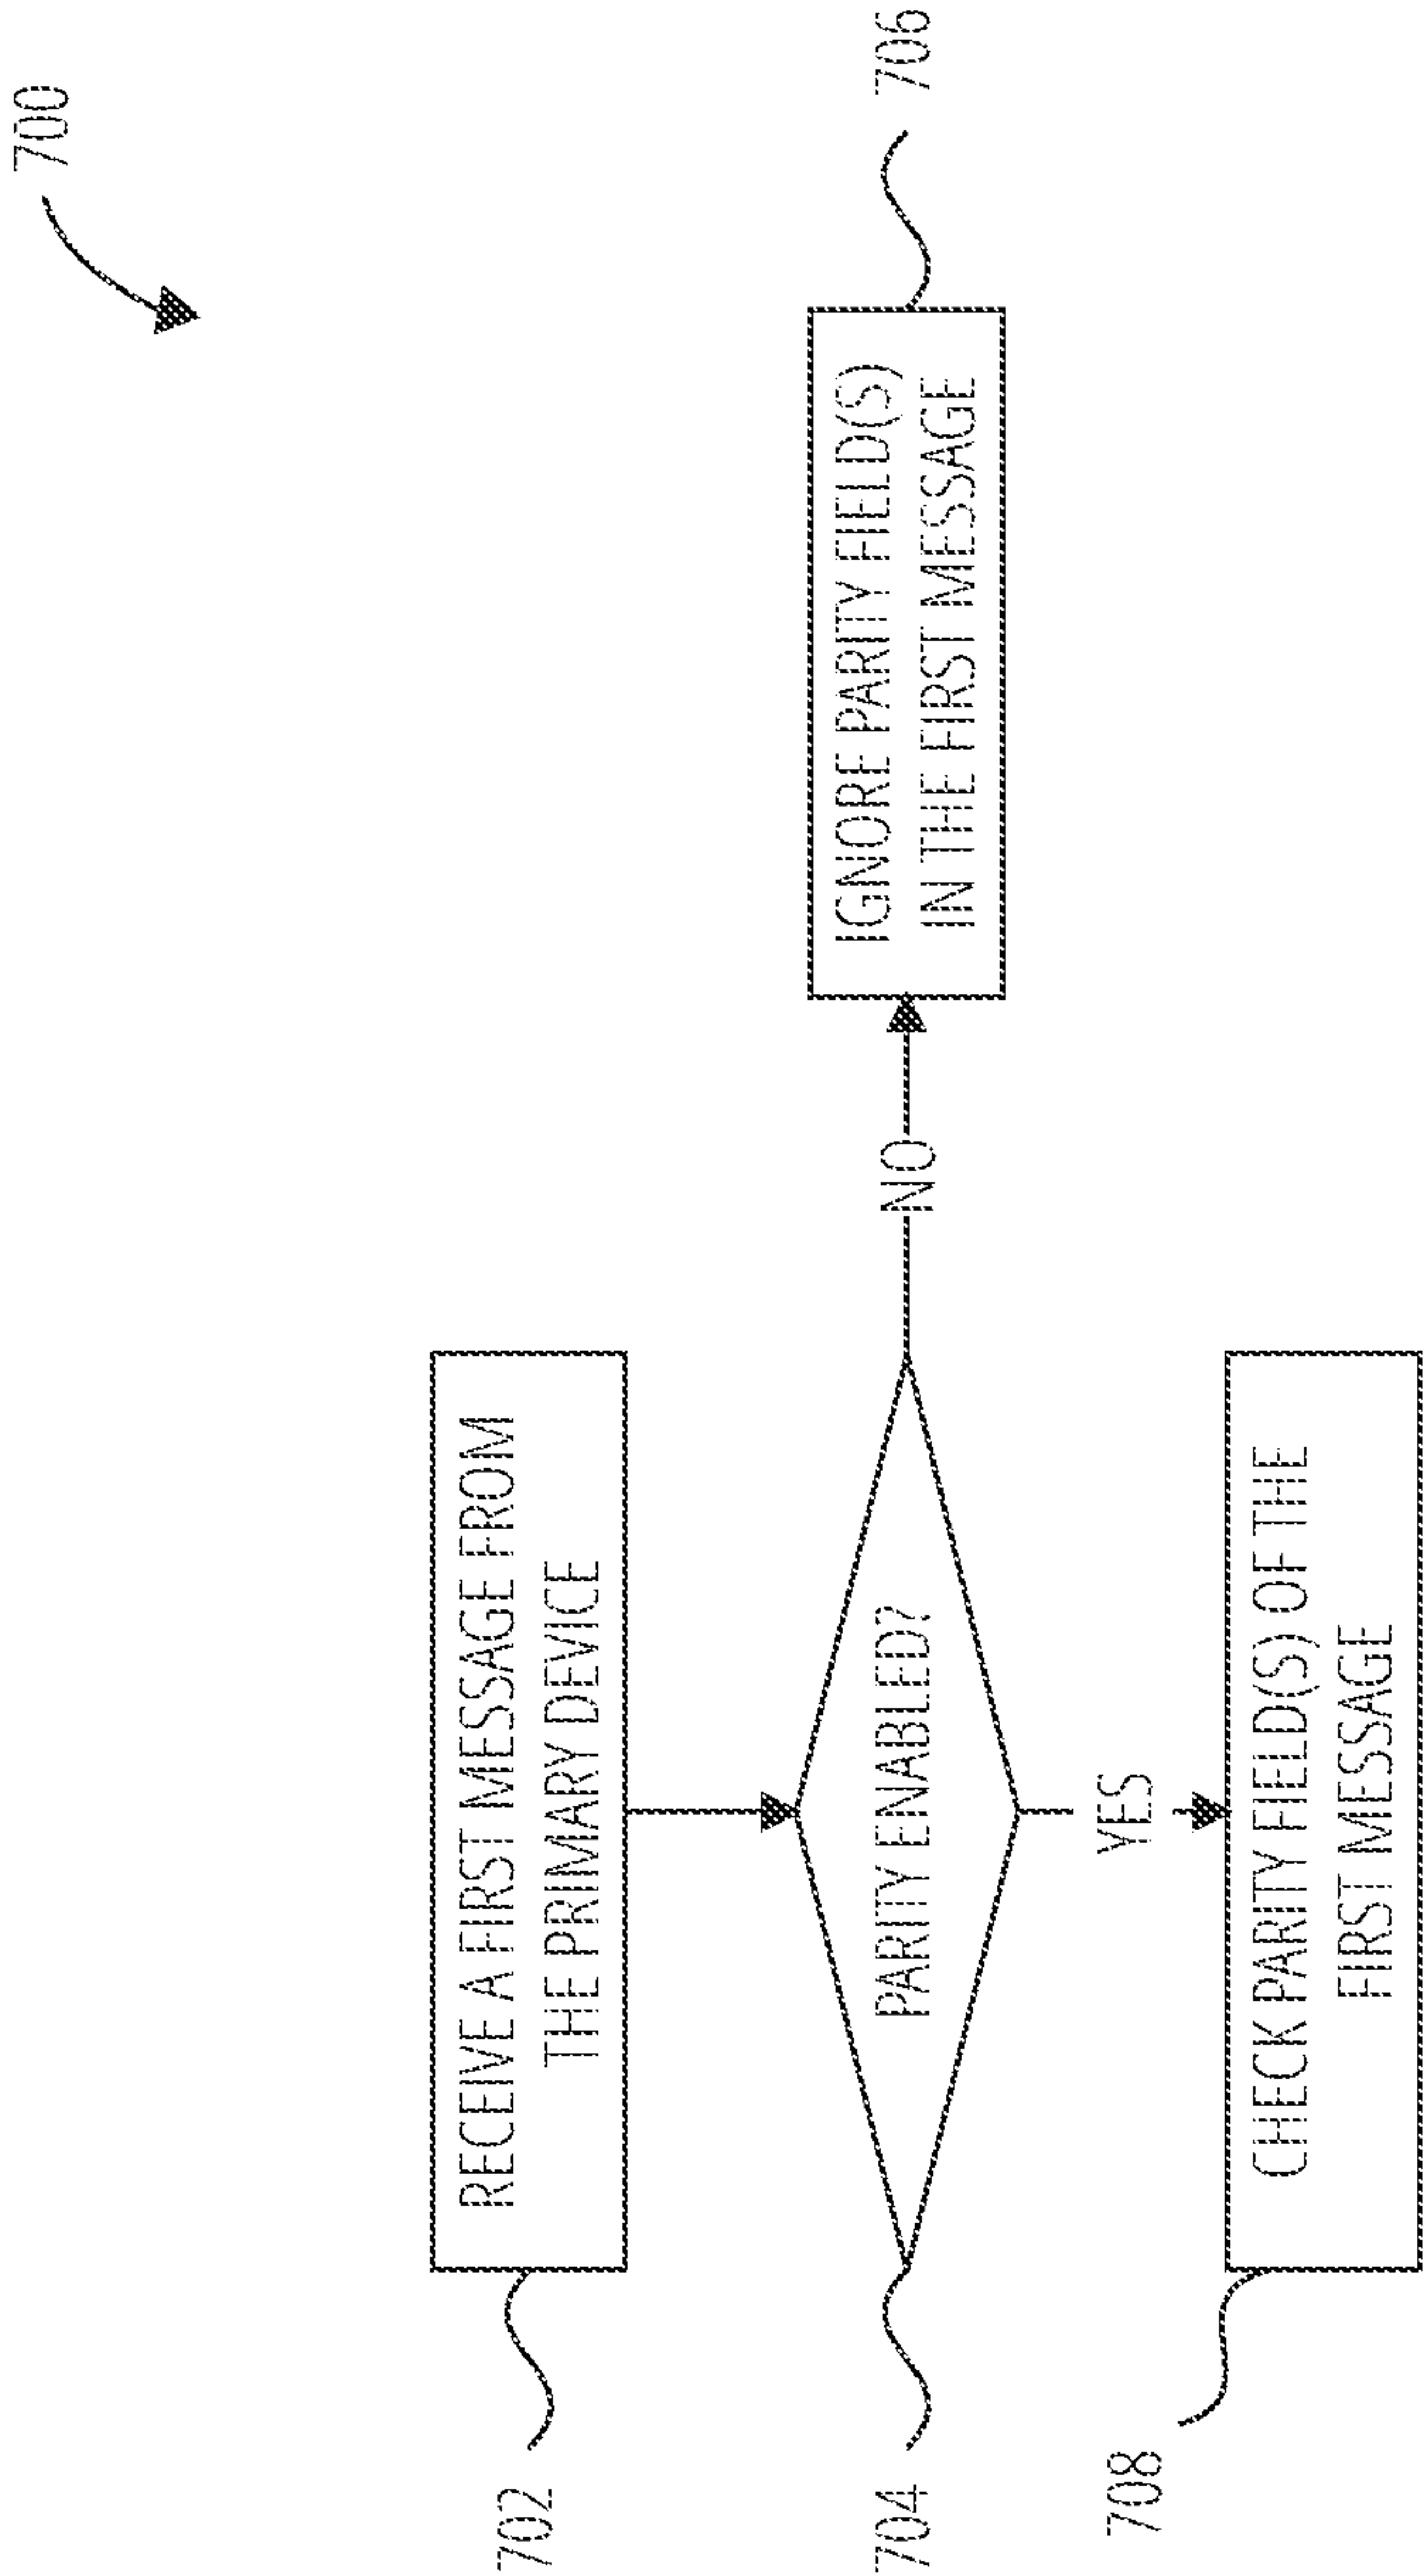 700
702
RECEIVE A FIRST MESSAGE FROM
THE PRIMARY DEVICE
704
PARITY ENABLED?
NO
706
IGNORE PARITY FIELD(S)
IN THE FIRST MESSAGE
YES
708
CHECK PARITY FIELD(S) OF THE
FIRST MESSAGE